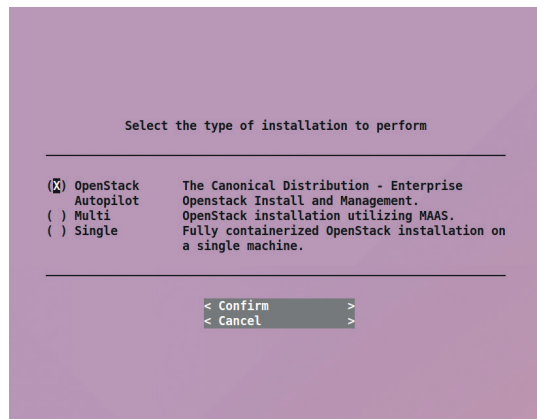 Select the type of installation to perform
(X) OpenStack The Canonical Distribution - Enterprise
Autopilot Openstack Install and Management.
( ) Multi OpenStack installation utilizing MAAS.
( ) Single Fully containerized OpenStack installation on
a single machine.
< Confirm >
< Cancel >